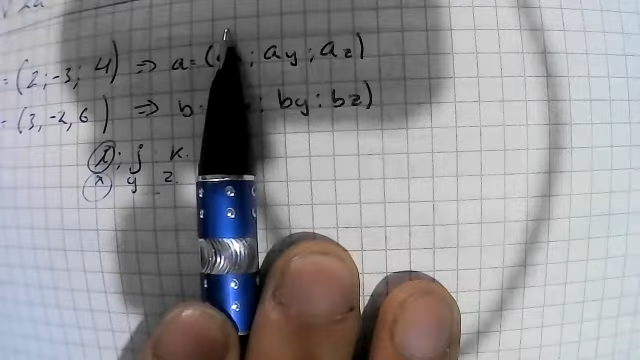 √2a
= (2; -3; 4) ⇒ a = ( ; ay; az)
= (3, -2, 6) ⇒ b = ; by; bz)
i; j k
x y z